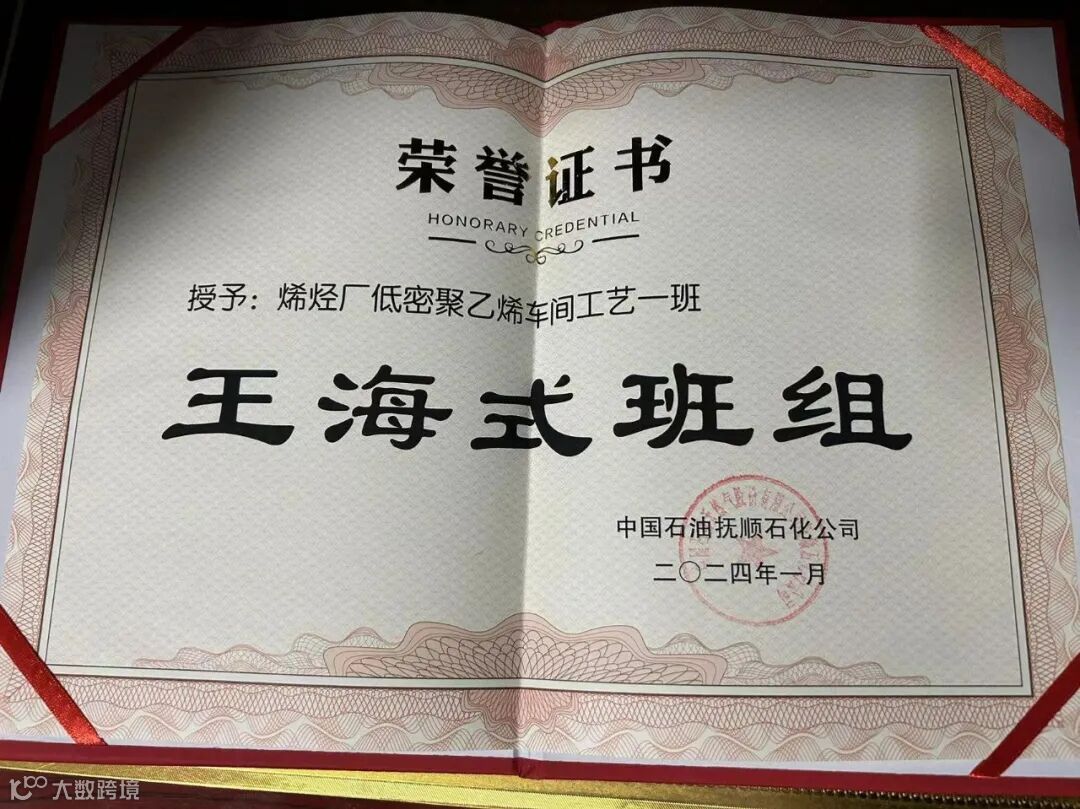 荣誉证书
HONORARY CREDENTIAL
授予：烯烃厂低密聚乙烯车间工艺一班
王海式班组
中国石油抚顺石化公司
二〇二四年一月
大数跨境